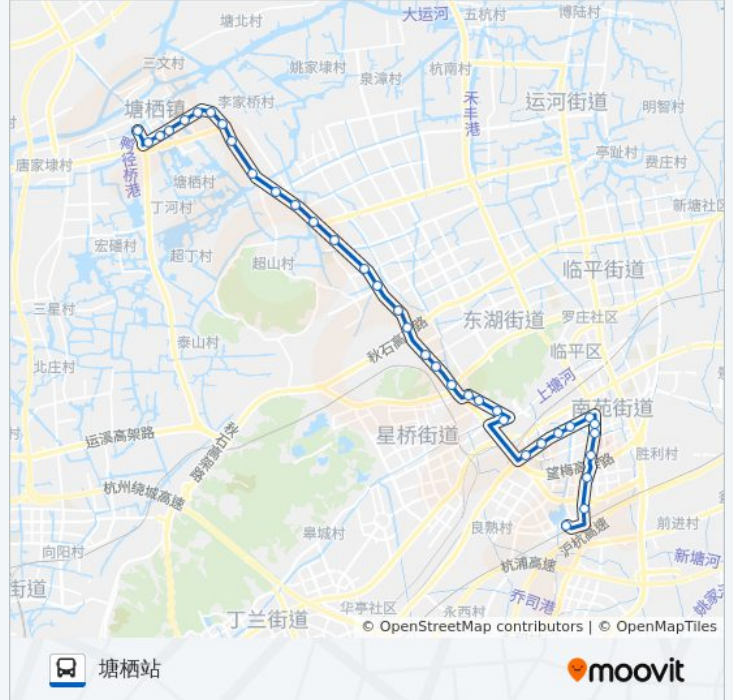 塘北村
大运河
五杭村
博陆村
三文村
姚家埭村
泉漳村
杭南村
塘栖镇
李家桥村
禾丰港
运河街道
明智村
唐家埭村
亭趾村
费庄村
塘栖村
丁河村
新塘社区
宏磻村
超丁村
超山村
临平街道
三星村
东湖街道
罗庄社区
泰山村
临平区
北庄村
上塘河
南苑街道
运溪高架路
秋石高架路
星桥街道
胜利村
杭州绕城高速
皋城村
良熟村
沪杭高速
前进村
向阳村
杭浦高速
新塘河
街道
乔司港
丁兰街道
华亭社区
永西村
© OpenStreetMap contributors | © OpenMapTiles
塘栖站
moovit